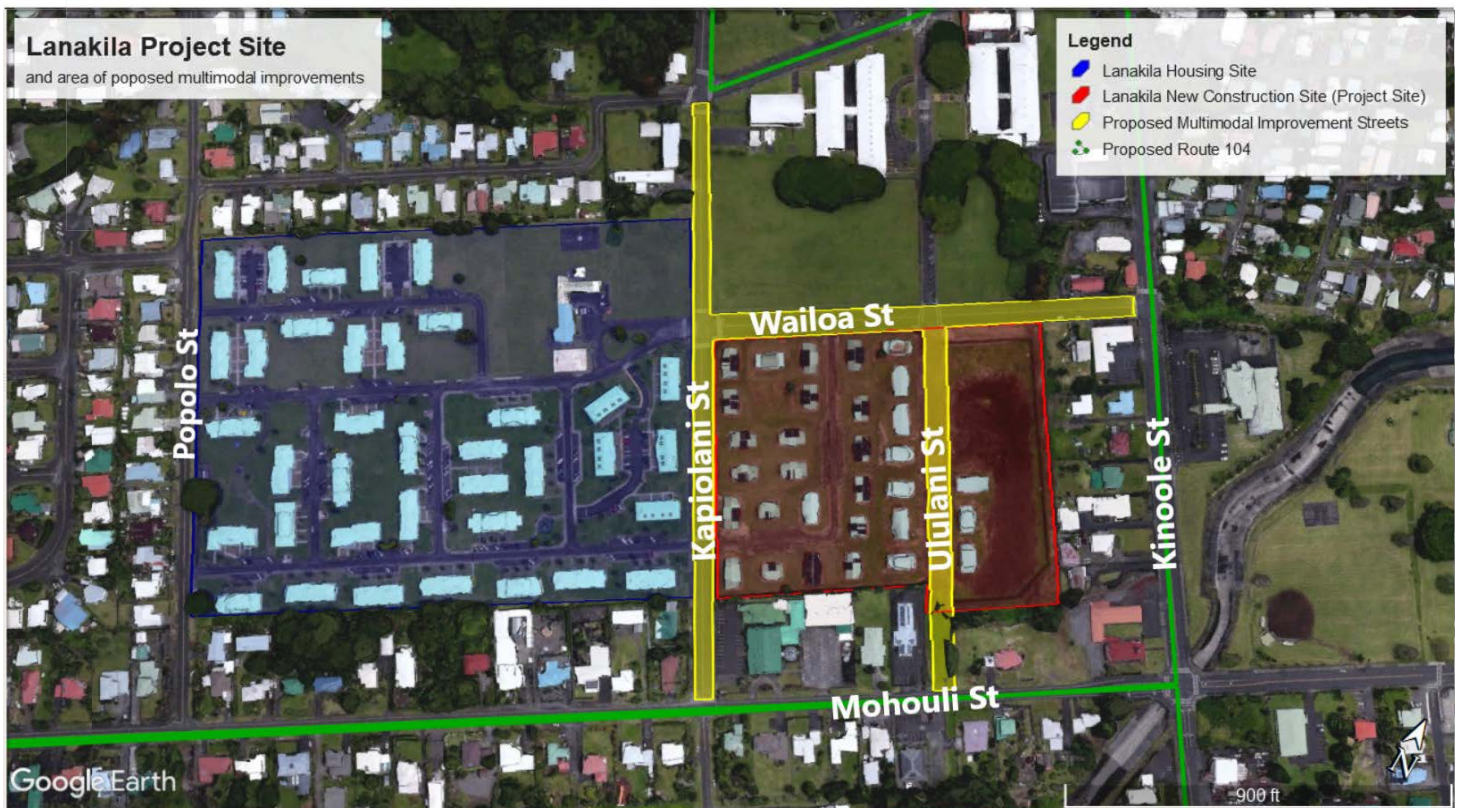 Lanakila Project Site
and area of poposed multimodal improvements
Legend
Lanakila Housing Site
Lanakila New Construction Site (Project Site)
Proposed Multimodal Improvement Streets
Proposed Route 104
Wailoa St
Popolo St
Kapiolani St
Ululani St
Kinoole St
Mohouli St
Google Earth
N
900 ft